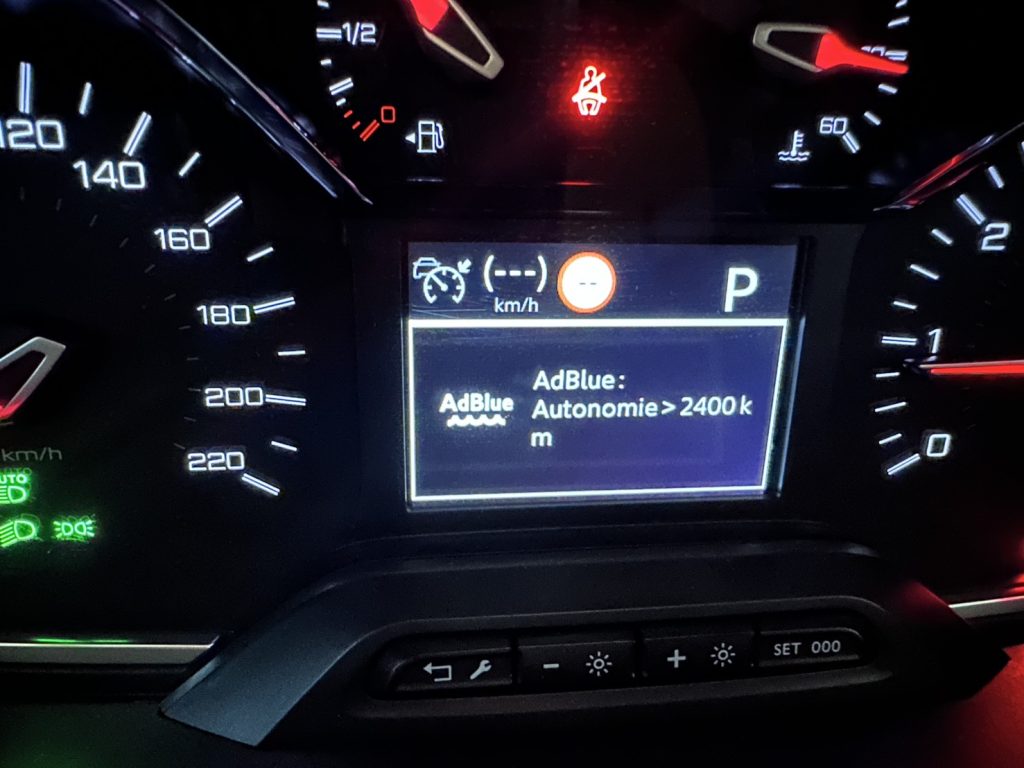 1/2
0
60
120
140
160
180
200
220
km/h
AUTO
AUTO
(---)
km/h
--
P
AdBlue
AdBlue:
Autonomie > 2400 k
m
2
1
0
- 
+
SET 000